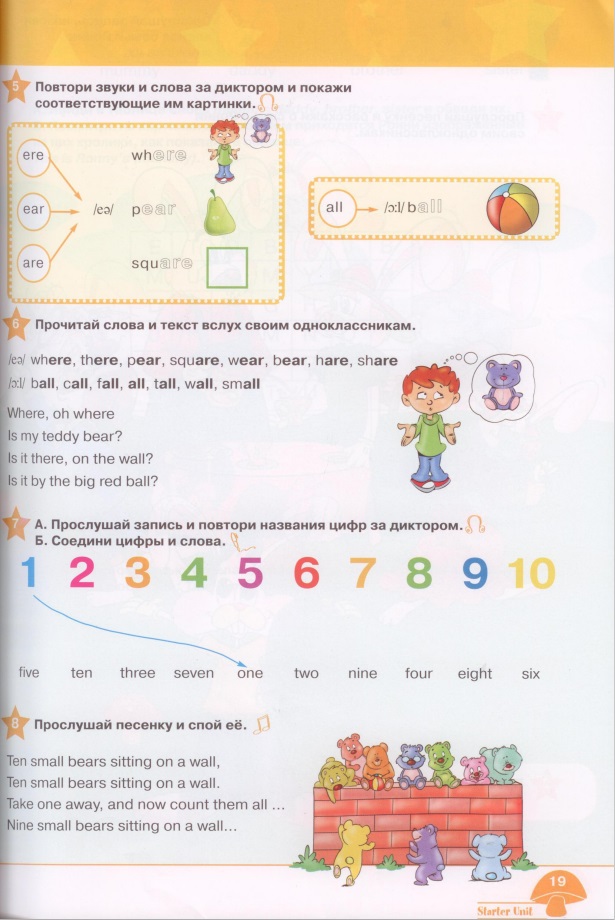 5 Повтори звуки и слова за диктором и покажи
соответствующие им картинки.
ere
where
ear
/eə/
pear
are
square
all
/ɔ:l/ ball
6 Прочитай слова и текст вслух своим одноклассникам.
/eə/ where, there, pear, square, wear, bear, hare, share
/ɔ:l/ ball, call, fall, all, tall, wall, small
Where, oh where
Is my teddy bear?
Is it there, on the wall?
Is it by the big red ball?
7 А. Прослушай запись и повтори названия цифр за диктором.
Б. Соедини цифры и слова.
1 2 3 4 5 6 7 8 9 10
five ten three seven one two nine four eight six
8 Прослушай песенку и спой её.
Ten small bears sitting on a wall,
Ten small bears sitting on a wall.
Take one away, and now count them all ...
Nine small bears sitting on a wall...
19
Starter Unit